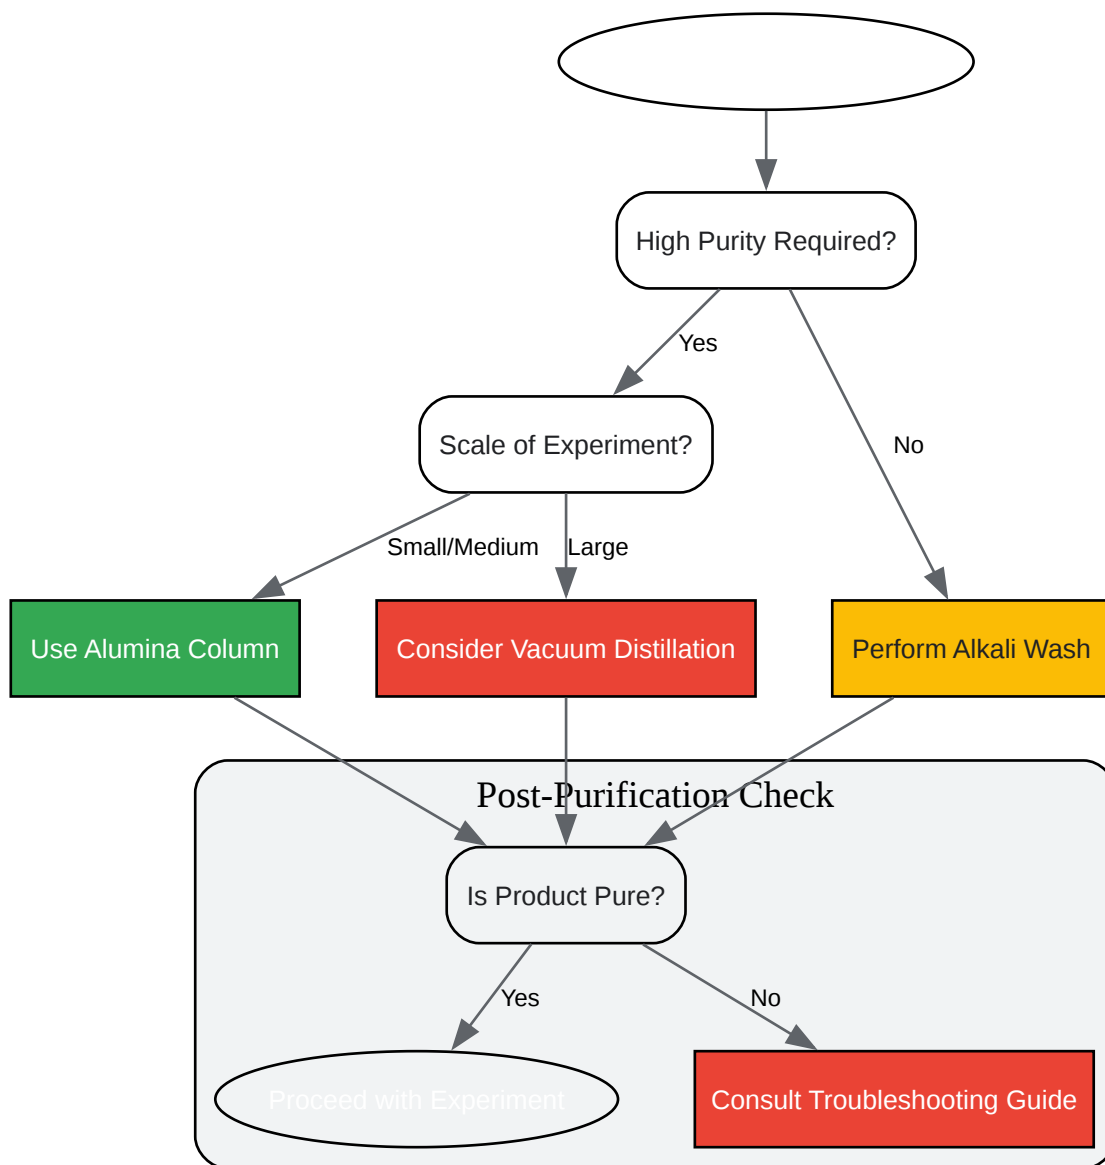 High Purity Required?
Yes
Scale of Experiment?
No
Small/Medium
Large
Use Alumina Column
Consider Vacuum Distillation
Perform Alkali Wash
Post-Purification Check
Is Product Pure?
Yes
No
Proceed with Experiment
Consult Troubleshooting Guide